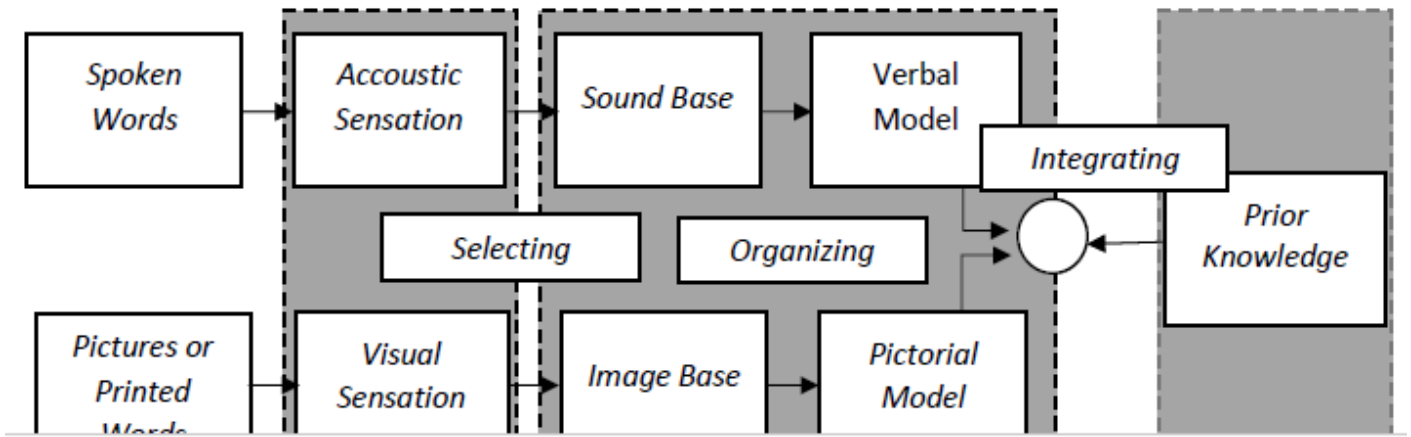 Spoken
Words
Accoustic
Sensation
Sound Base
Verbal
Model
Integrating
Selecting
Organizing
Prior
Knowledge
Pictures or
Printed
Words
Visual
Sensation
Image Base
Pictorial
Model